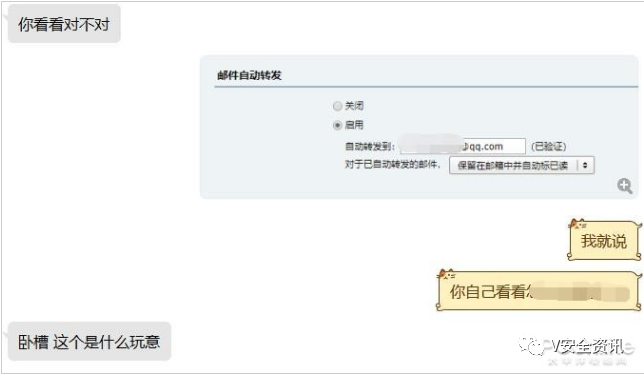 你看看对不对
邮件自动转发
关闭
启用
自动转发到: @qq.com (已验证)
对于已自动转发的邮件, 保留在邮箱中并自动标已读
我就说
你自己看看
卧槽 这个是什么玩意
V安全资讯